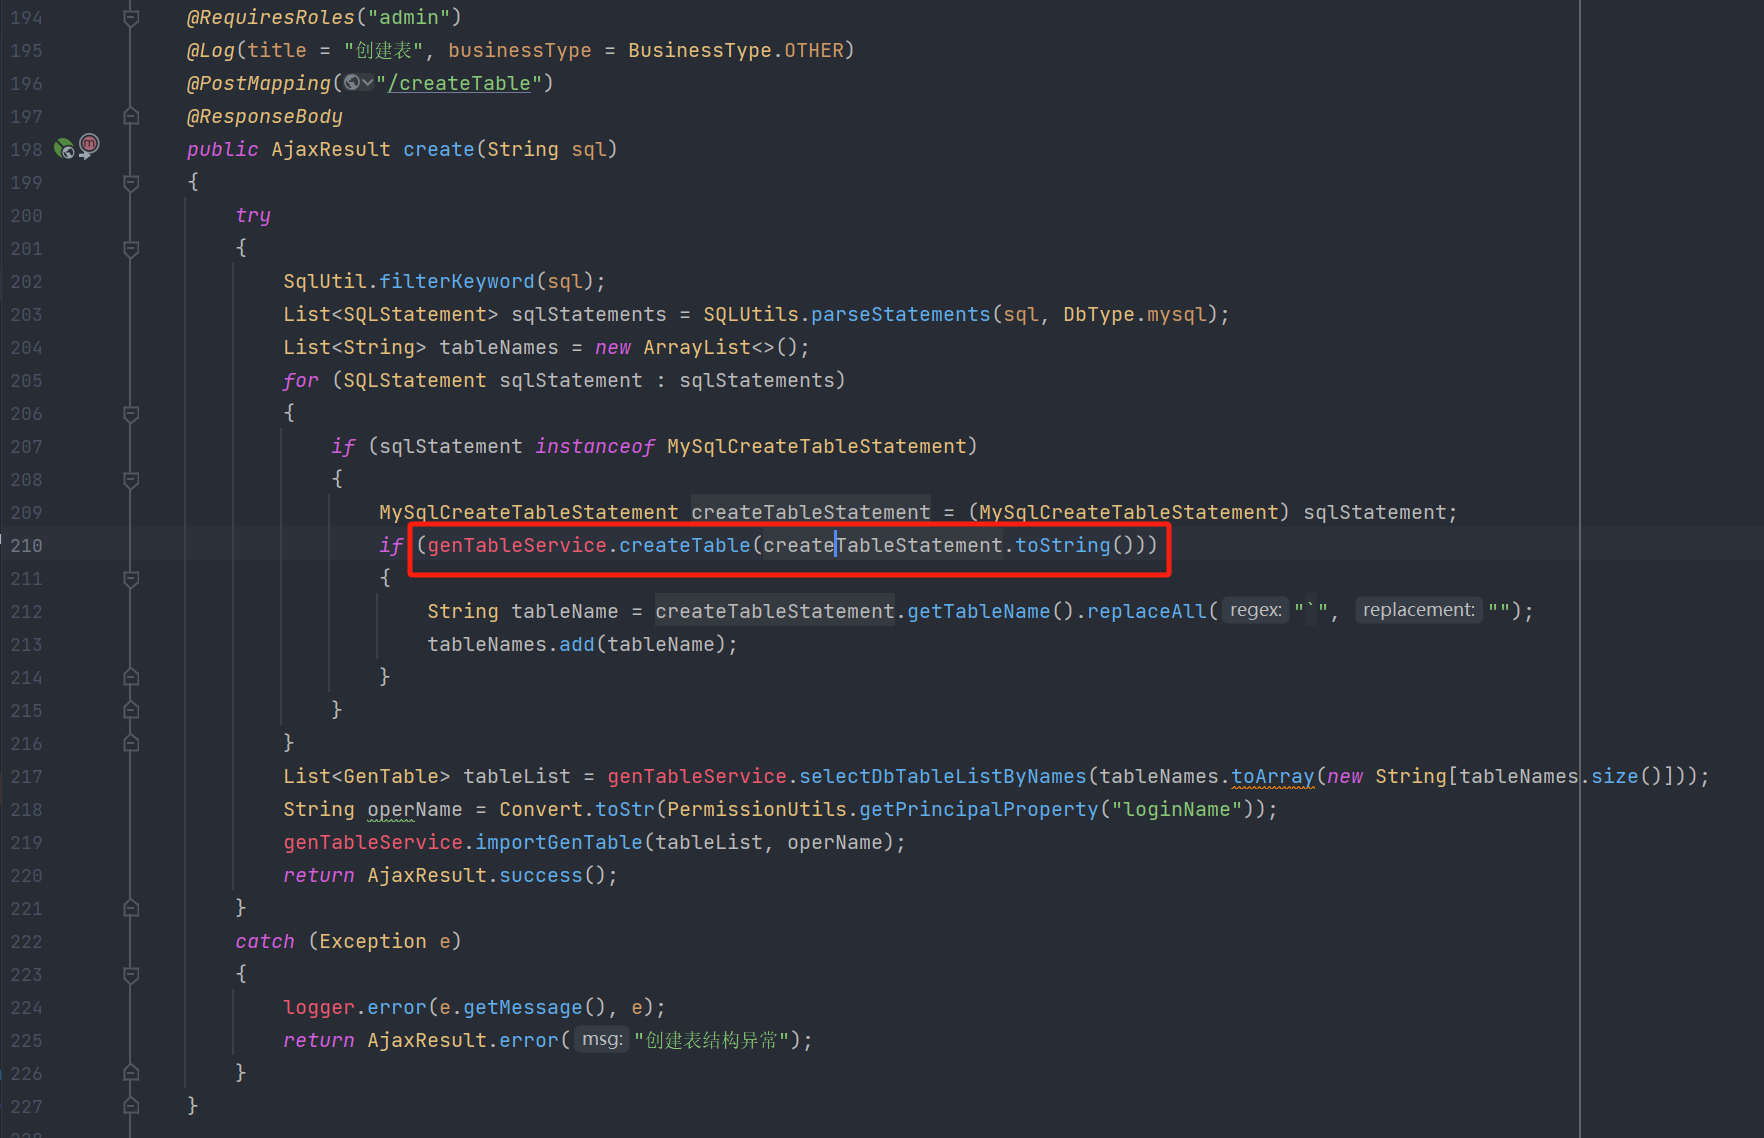 194 @RequiresRoles("admin")
195 @Log(title = "创建表", businessType = BusinessType.OTHER)
196 @PostMapping("/createTable")
197 @ResponseBody
198 public AjaxResult create(String sql)
199 {
200 try
201 {
202 SqlUtil.filterKeyword(sql);
203 List<SQLStatement> sqlStatements = SQLUtils.parseStatements(sql, DbType.mysql);
204 List<String> tableNames = new ArrayList<>();
205 for (SQLStatement sqlStatement : sqlStatements)
206 {
207 if (sqlStatement instanceof MySqlCreateTableStatement)
208 {
209 MySqlCreateTableStatement createTableStatement = (MySqlCreateTableStatement) sqlStatement;
210 if (genTableService.createTable(createTableStatement.toString()))
211 {
212 String tableName = createTableStatement.getTableName().replaceAll( regex: "`", replacement: "");
213 tableNames.add(tableName);
214 }
215 }
216 }
217 List<GenTable> tableList = genTableService.selectDbTableListByNames(tableNames.toArray(new String[tableNames.size()]));
218 String operName = Convert.toStr(PermissionUtils.getPrincipalProperty("loginName"));
219 genTableService.importGenTable(tableList, operName);
220 return AjaxResult.success();
221 }
222 catch (Exception e)
223 {
224 logger.error(e.getMessage(), e);
225 return AjaxResult.error( msg: "创建表结构异常");
226 }
227 }
228